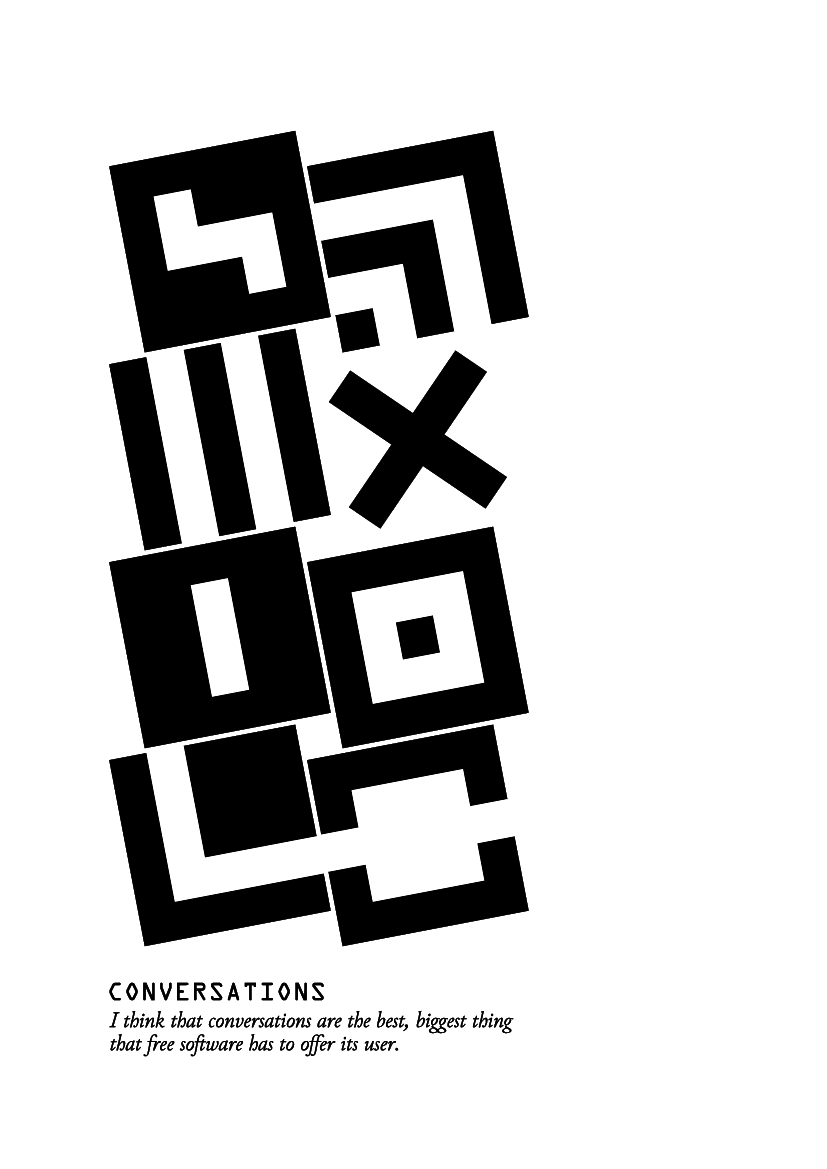 CONVERSATIONS
I think that conversations are the best, biggest thing
that free software has to offer its user.